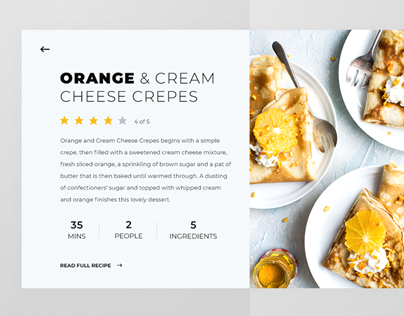 ORANGE & CREAM
CHEESE CREPES
4 of 5
Orange and Cream Cheese Crepes begins with a simple
crepe, then filled with a sweetened cream cheese mixture,
fresh sliced orange, a sprinkling of brown sugar and a pat of
butter that is then baked until warmed through. A dusting
of confectioners' sugar and topped with whipped cream
and orange finishes this lovely dessert.
35 2 5
MINS PEOPLE INGREDIENTS
READ FULL RECIPE →